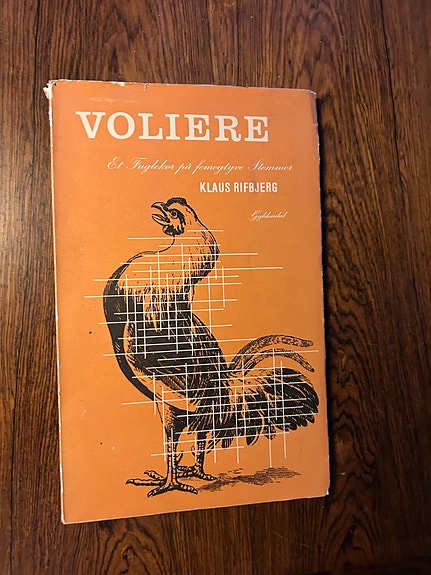 VOLIERE
Et Fuglekor på femogtyve Stemmer
KLAUS RIFBJERG
Gyldendal